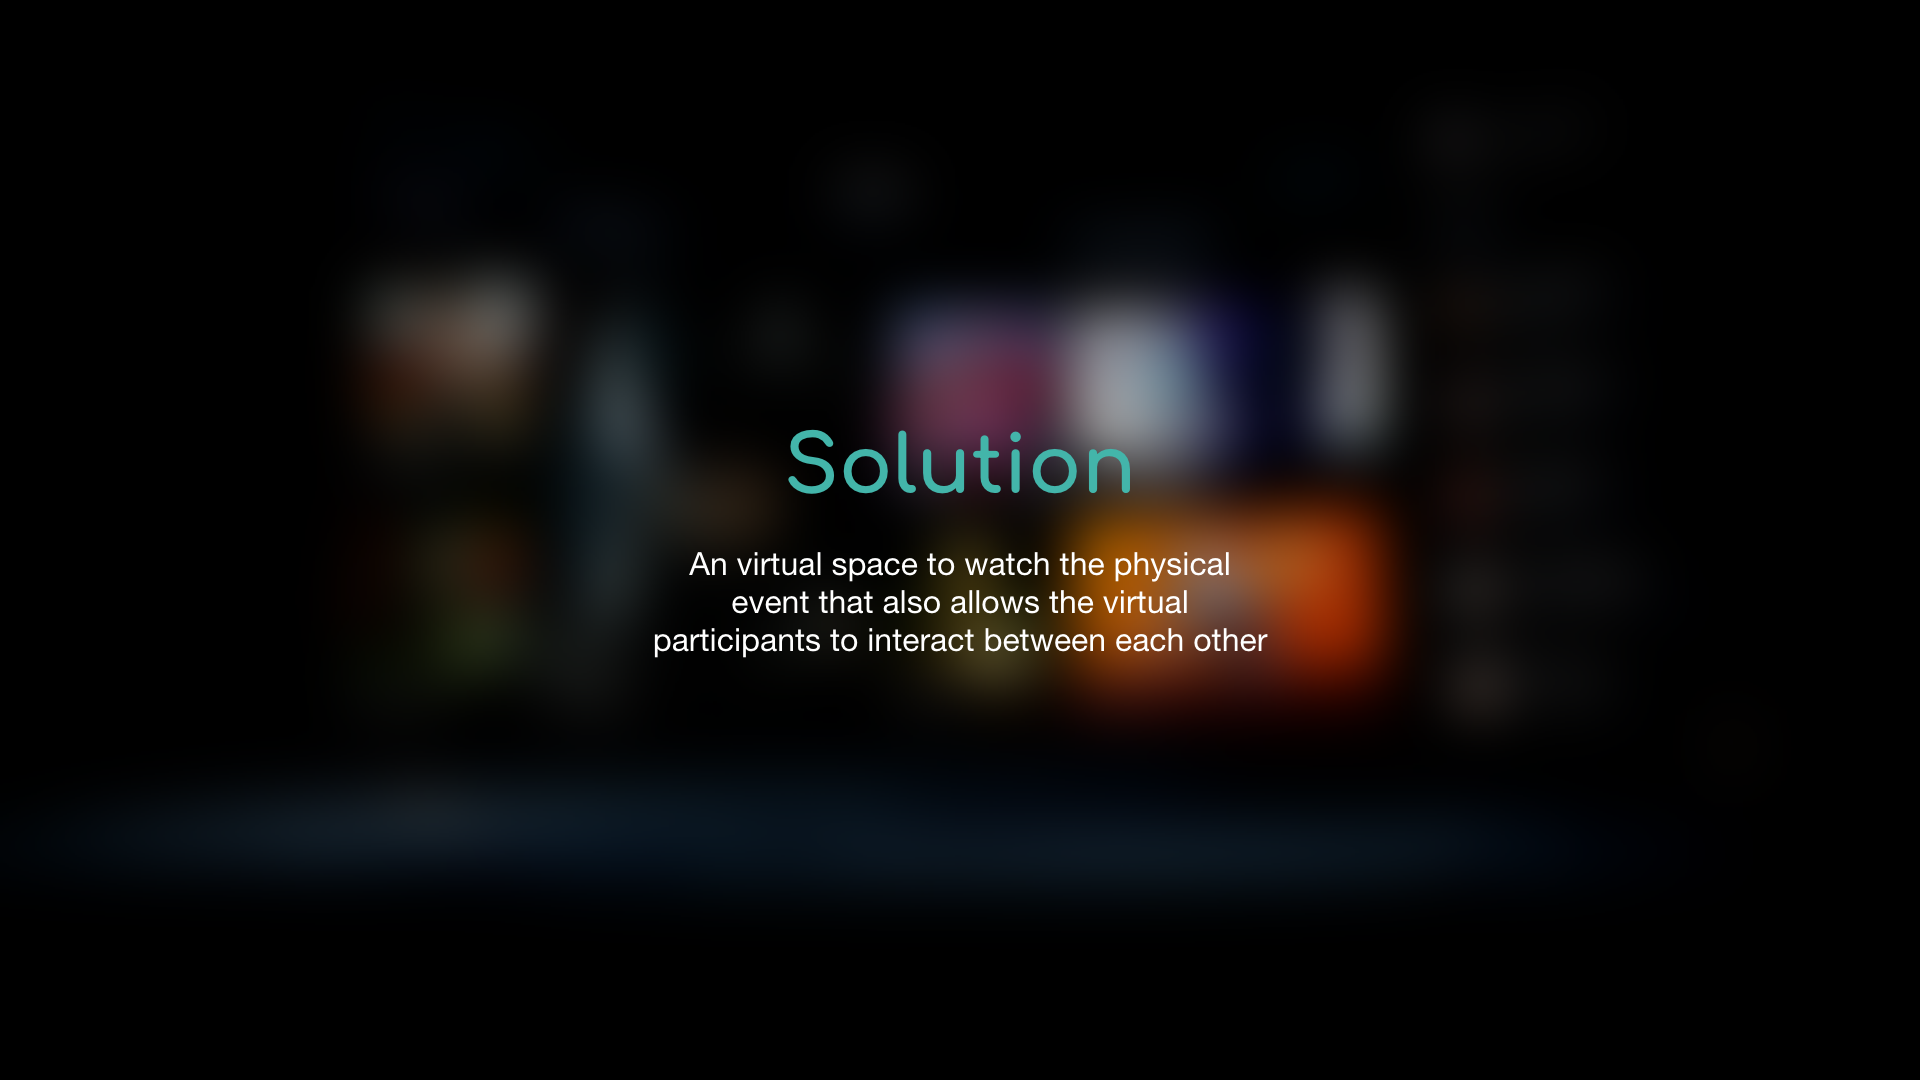 Solution
An virtual space to watch the physical
event that also allows the virtual
participants to interact between each other